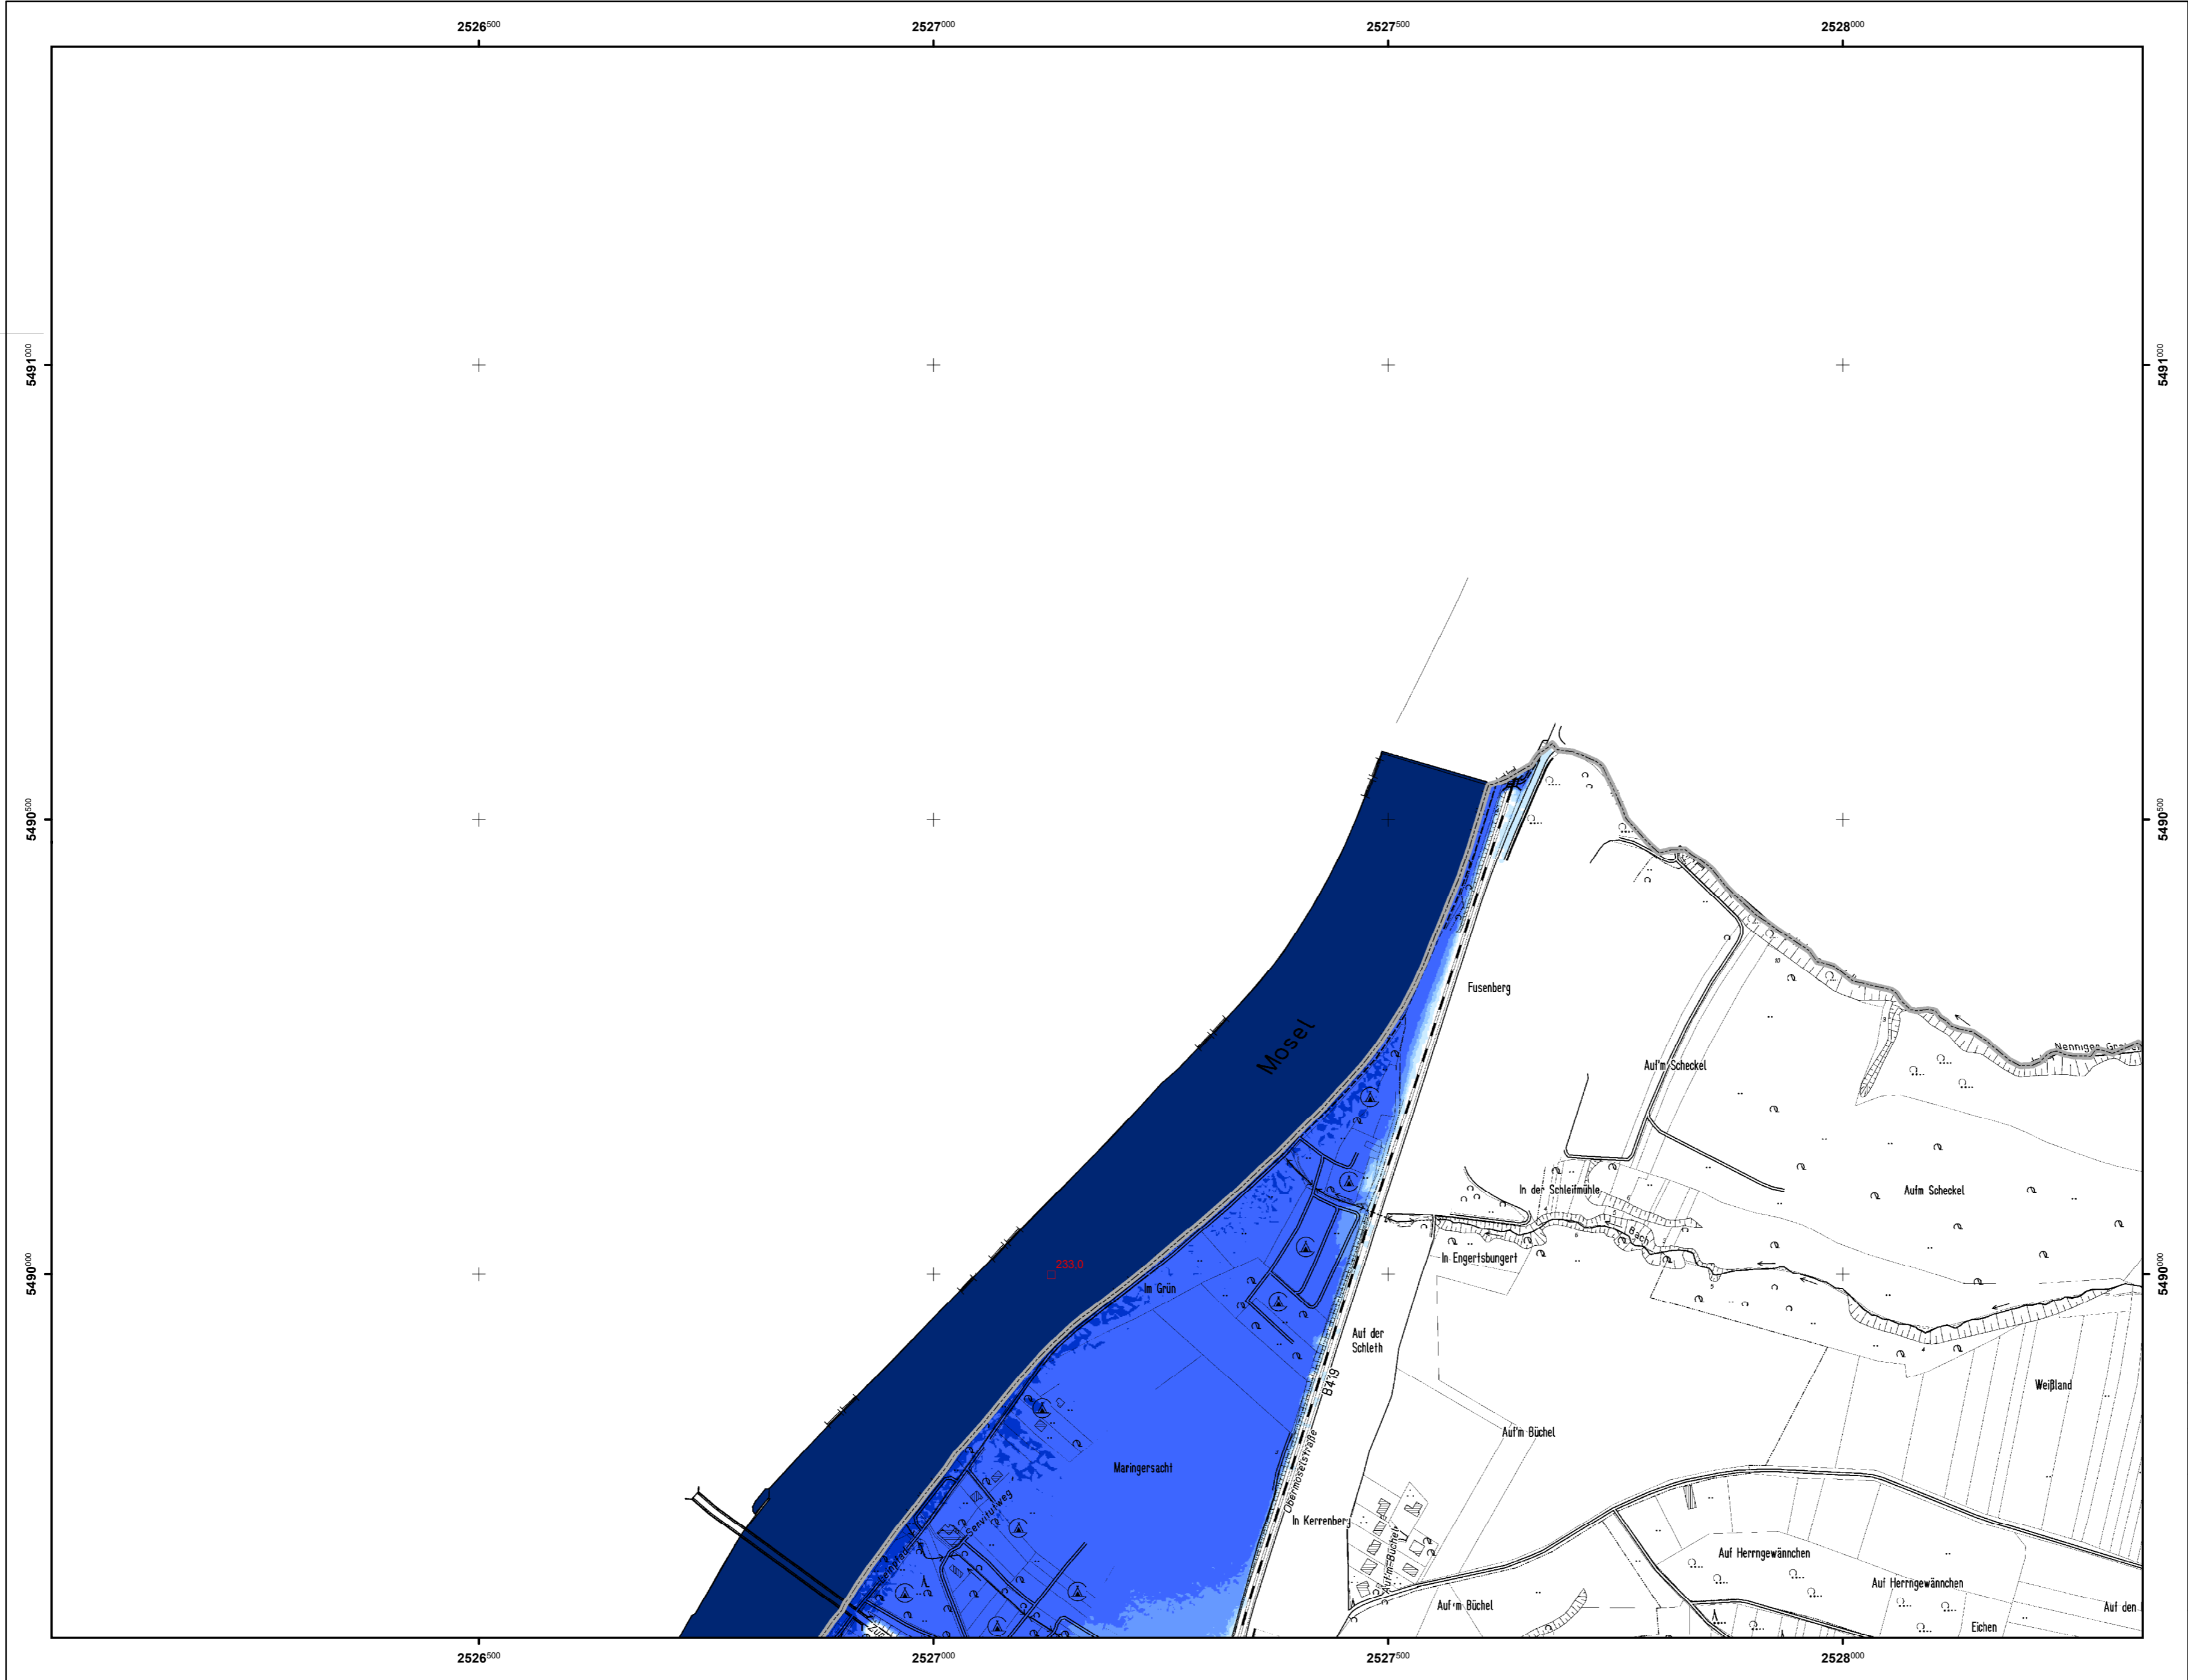 2526500 2527000 2527500 2528000
5491000 5491000
5490500 5490500
Fusenberg
Mosel
Nenniger
Auf'm Scheckel
In der Schleifmühle
Aufm Scheckel
Bach
In Engertsbungert
233,0
5490000 5490000
Im Grün
Auf der
Schleth
B419
Weißland
Auf'm Büchel
Maringersacht
Obermoselstraße
Servitutweg
In Kerrenberg
Auf'm Büchel
Auf Herrngewännchen
Auf Herrngewännchen
Auf'm Büchel
Auf den
Eichen
2526500 2527000 2527500 2528000